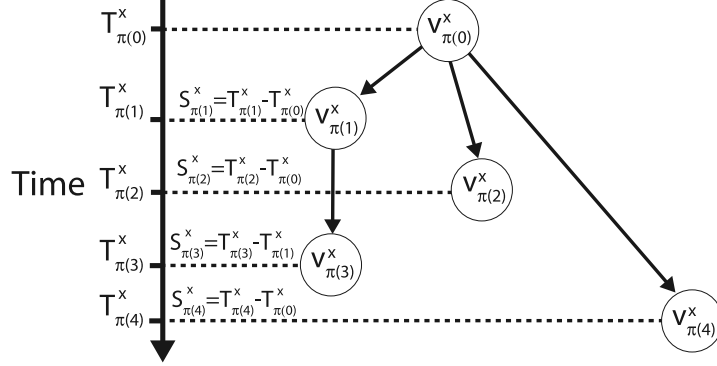 T^x_π(0)
V^x_π(0)
T^x_π(1)
S^x_π(1)=T^x_π(1)-T^x_π(0)
V^x_π(1)
Time
T^x_π(2)
S^x_π(2)=T^x_π(2)-T^x_π(0)
V^x_π(2)
T^x_π(3)
S^x_π(3)=T^x_π(3)-T^x_π(1)
V^x_π(3)
T^x_π(4)
S^x_π(4)=T^x_π(4)-T^x_π(0)
V^x_π(4)